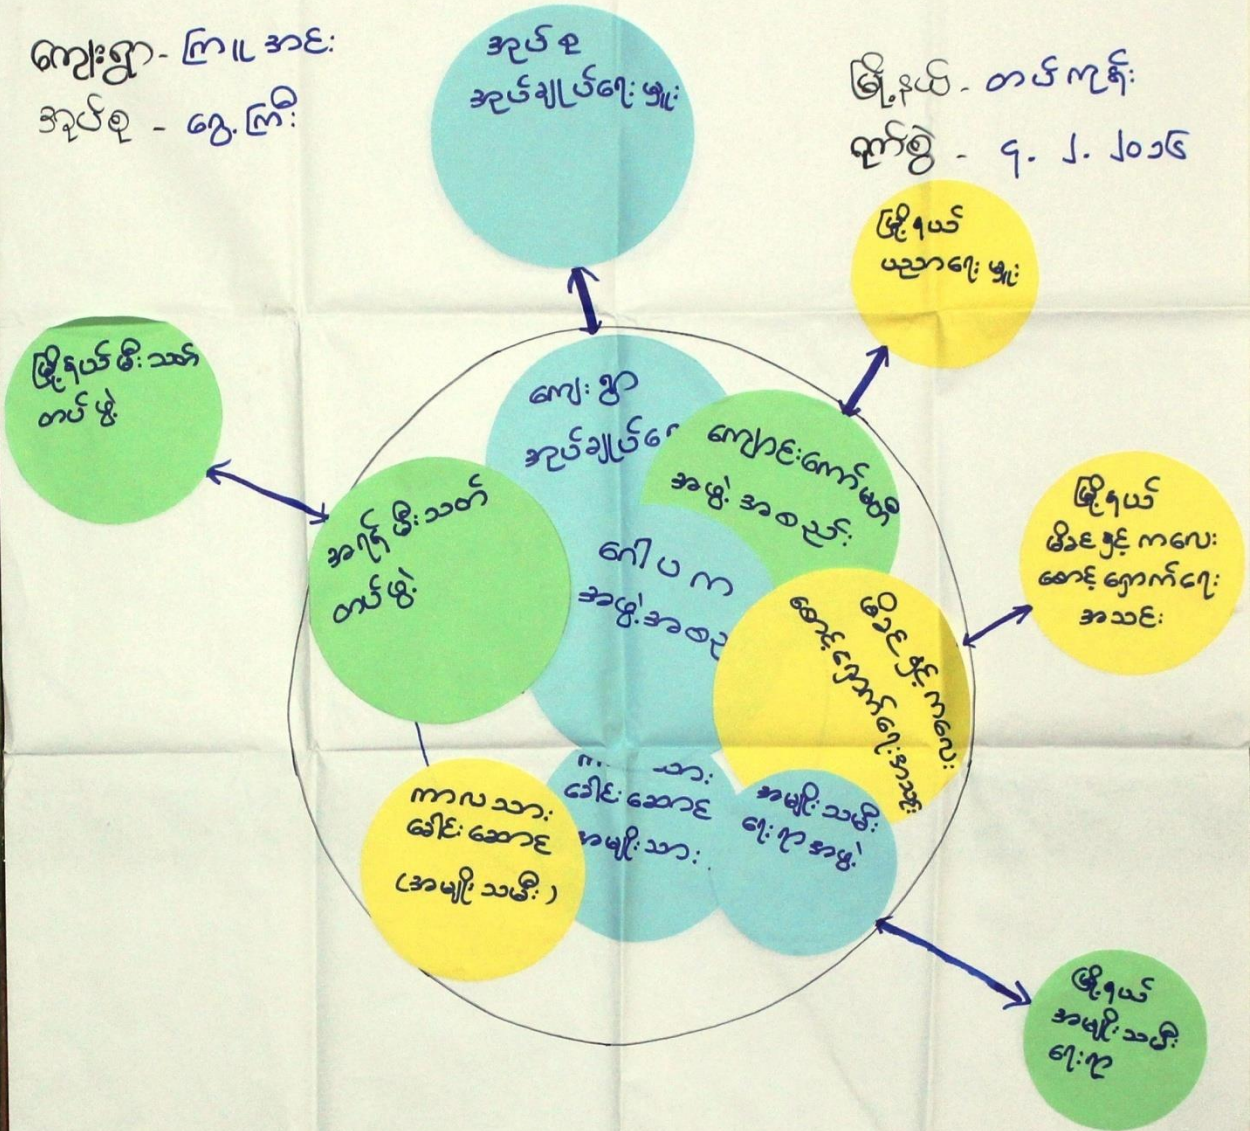 ကျေးရွာ - ကြာူ အင်း
အုပ်စု - ငွေ့ကြီး
မြို့နယ် - တပ်ကုန်း
ရက်စွဲ - ၄. ၂. ၂၀၁၆
အုပ်စု
အုပ်ချုပ်ရေးမှူး
မြို့နယ်
ပညာရေးမှူး
မြို့နယ်မီးသတ်
တပ်ဖွဲ့
ကျေးရွာ
အုပ်ချုပ်ရေ
ကျောင်းကော်မတီ
အဖွဲ့အစည်း
အရန်မီးသတ်
တပ်ဖွဲ့
ဂေါပက
အဖွဲ့အစည
မြို့နယ်
မိခင်နှင့် ကလေး
စောင့်ရှောက်ရေး
အသင်း
မိခင်နှင့် ကလေး
စောင့်ရှောက်ရေးအသင်း
သား
ခေါင်းဆောင်
အမျိုးသား
အမျိုးသမီး
ရေးရာအဖွဲ့
ကာလသား
ခေါင်းဆောင်
(အမျိုးသမီး)
မြို့နယ်
အမျိုးသမီး
ရေးရာ